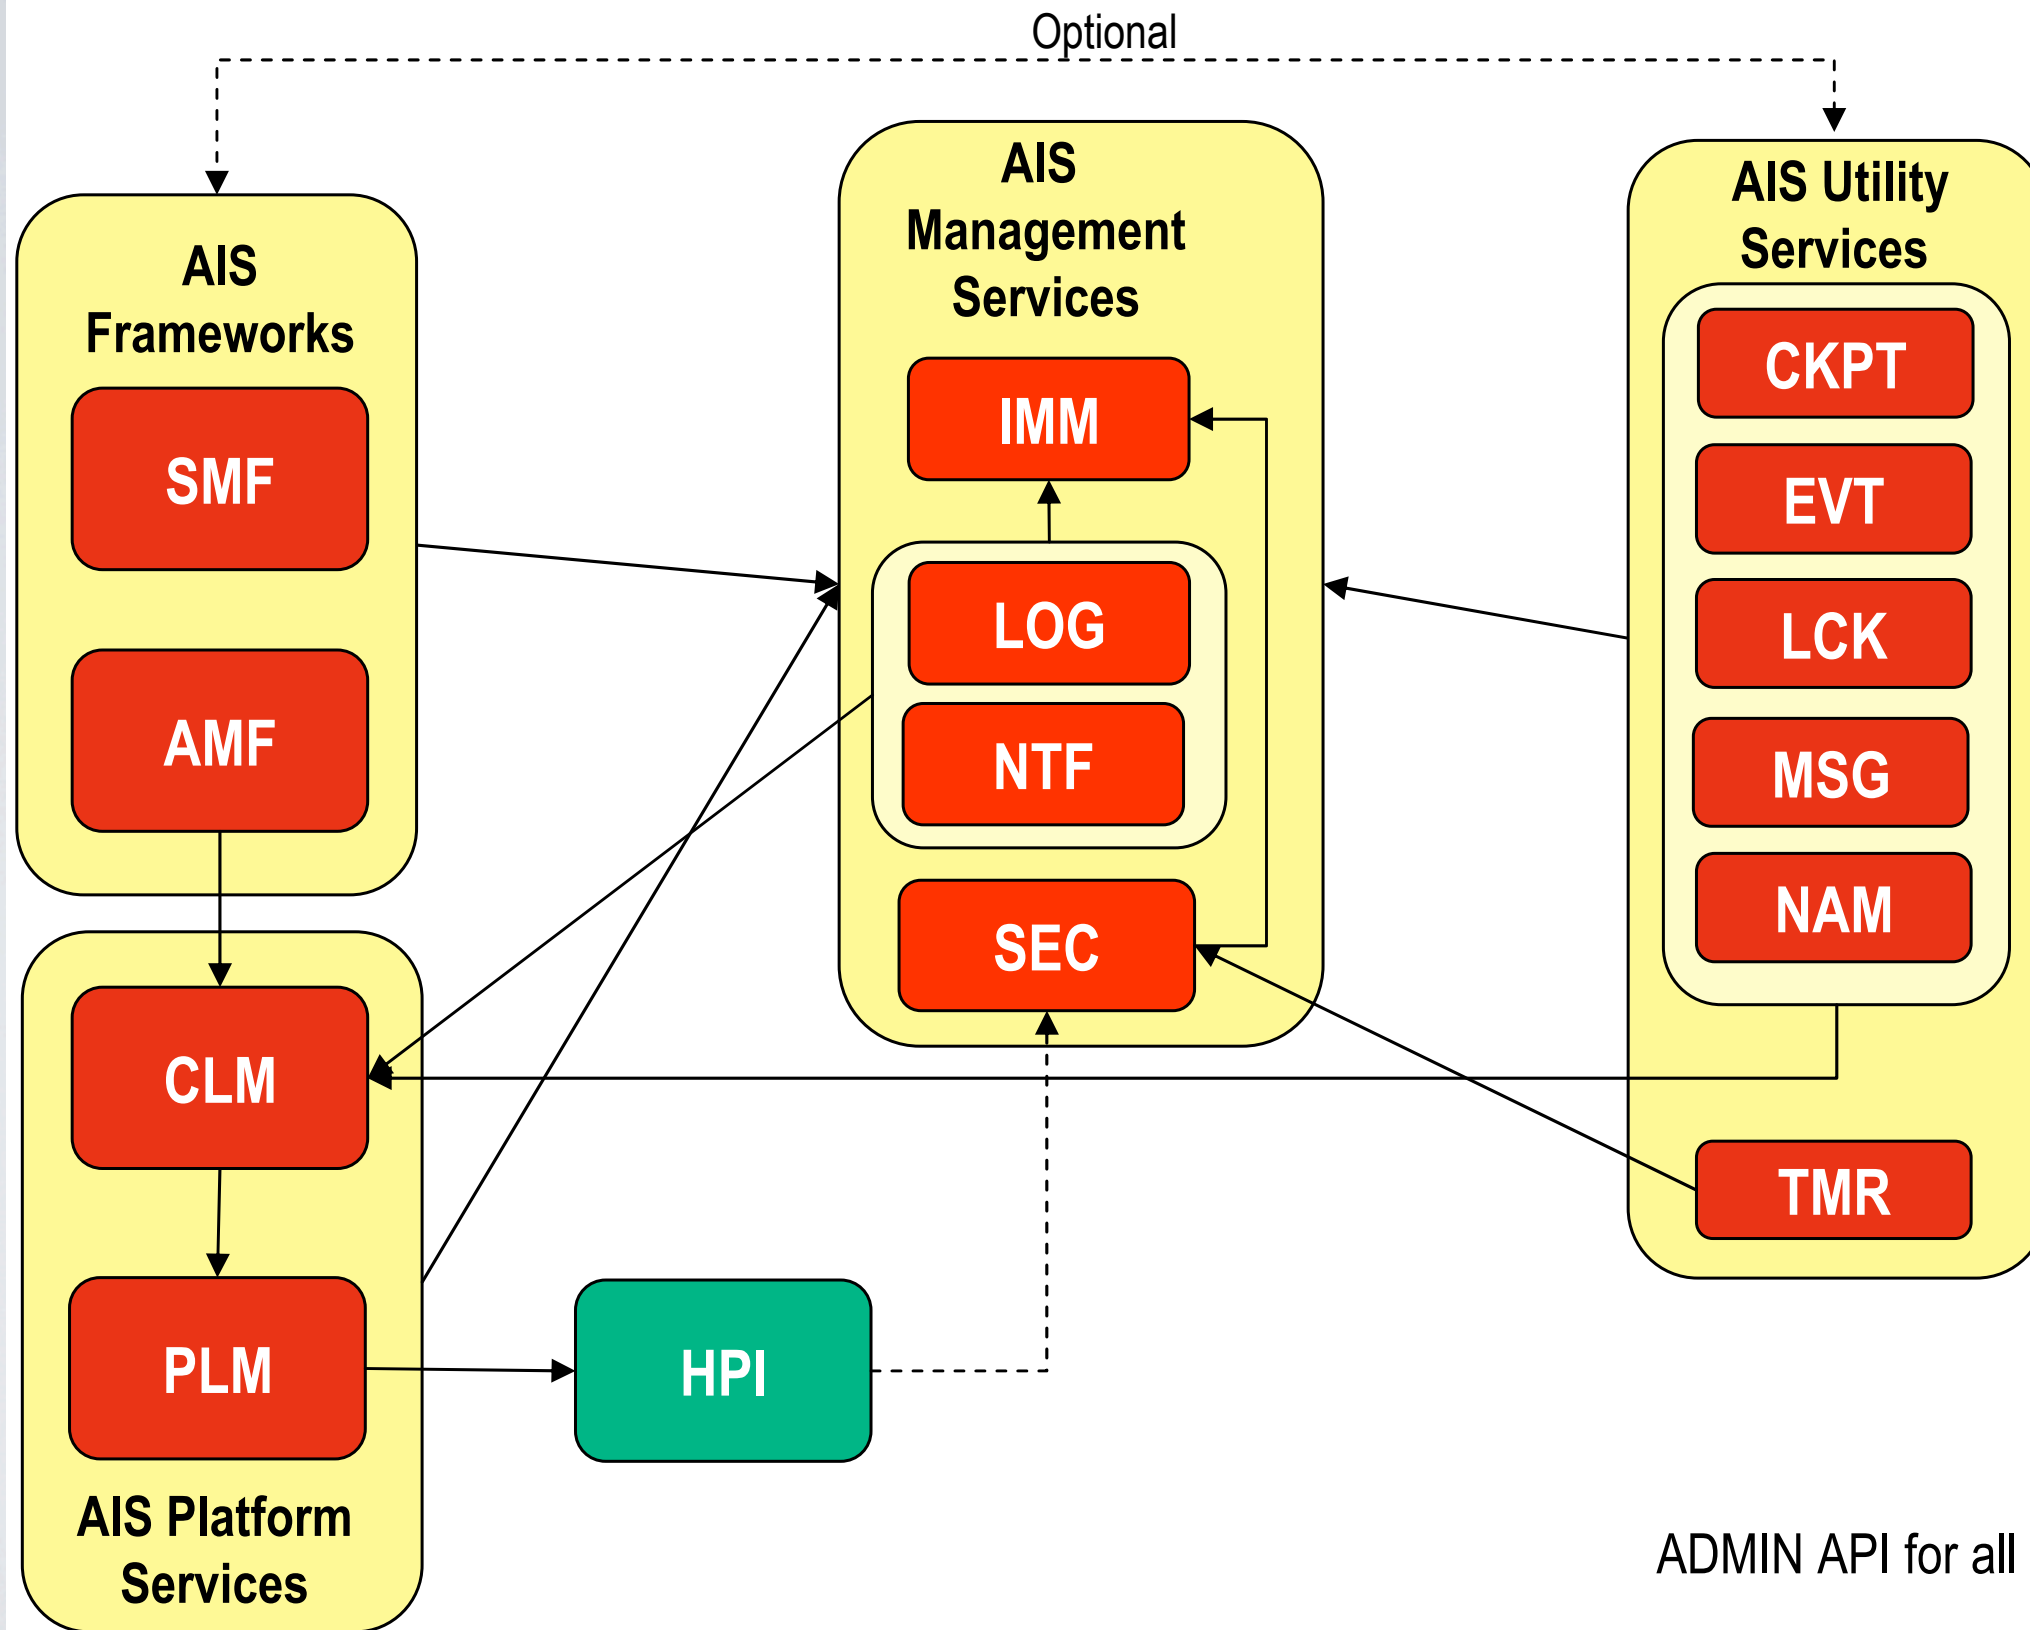 Optional
AIS
Frameworks
SMF
AMF
CLM
PLM
AIS Platform
Services
HPI
AIS
Management
Services
IMM
LOG
NTF
SEC
AIS Utility
Services
CKPT
EVT
LCK
MSG
NAM
TMR
ADMIN API for all